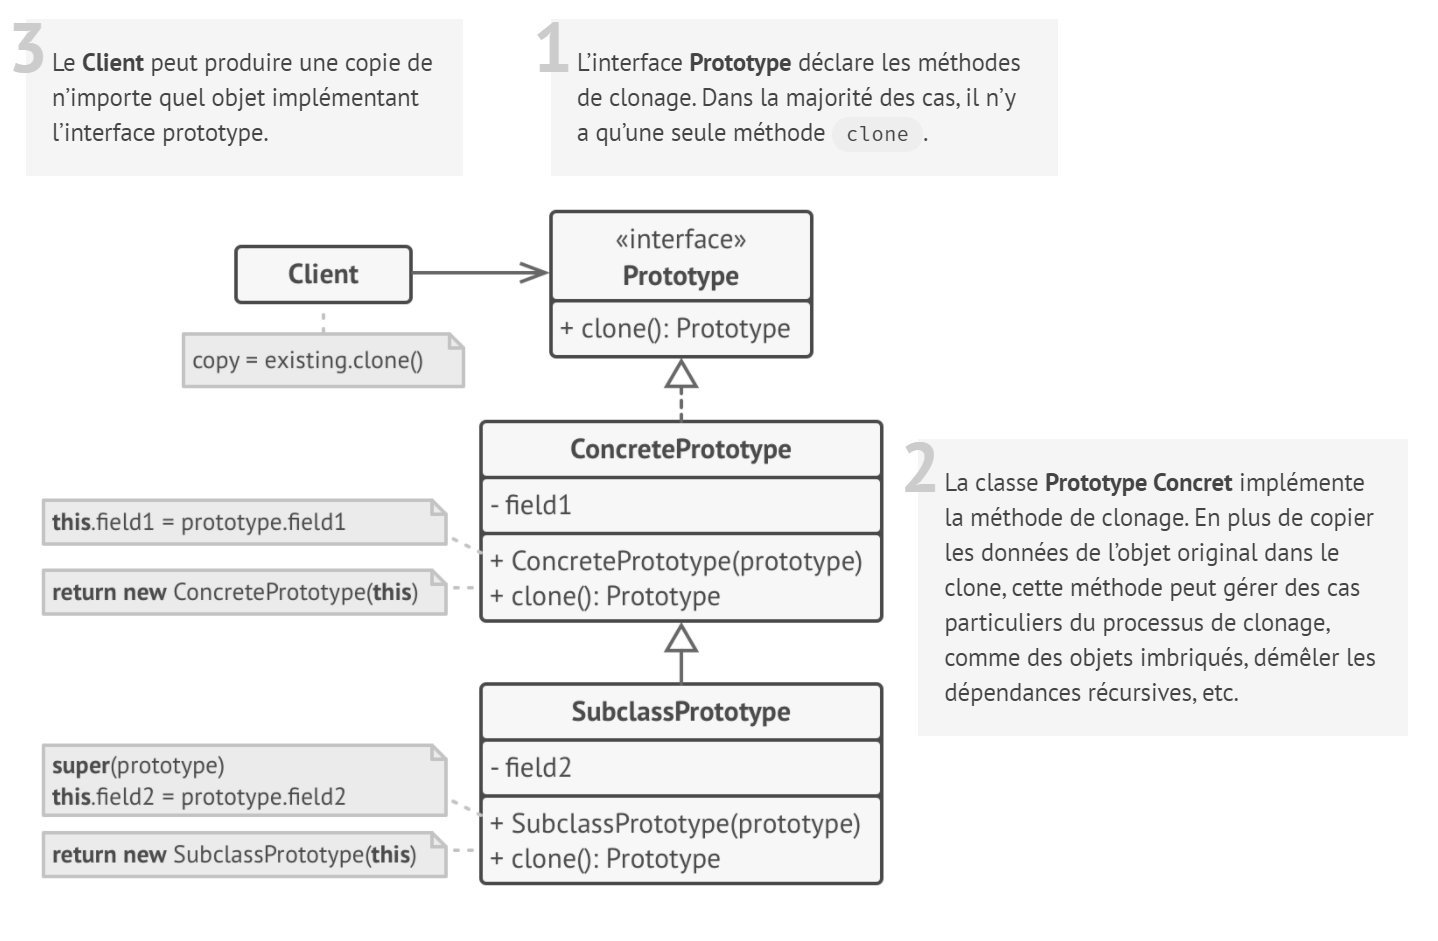 3
Le Client peut produire une copie de
n’importe quel objet implémentant
l’interface prototype.
1
L’interface Prototype déclare les méthodes
de clonage. Dans la majorité des cas, il n’y
a qu’une seule méthode clone.
Client
copy = existing.clone()
«interface»
Prototype
+ clone(): Prototype
ConcretePrototype
- field1
+ ConcretePrototype(prototype)
+ clone(): Prototype
this.field1 = prototype.field1
return new ConcretePrototype(this)
2
La classe Prototype Concret implémente
la méthode de clonage. En plus de copier
les données de l’objet original dans le
clone, cette méthode peut gérer des cas
particuliers du processus de clonage,
comme des objets imbriqués, démêler les
dépendances récursives, etc.
SubclassPrototype
- field2
+ SubclassPrototype(prototype)
+ clone(): Prototype
super(prototype)
this.field2 = prototype.field2
return new SubclassPrototype(this)